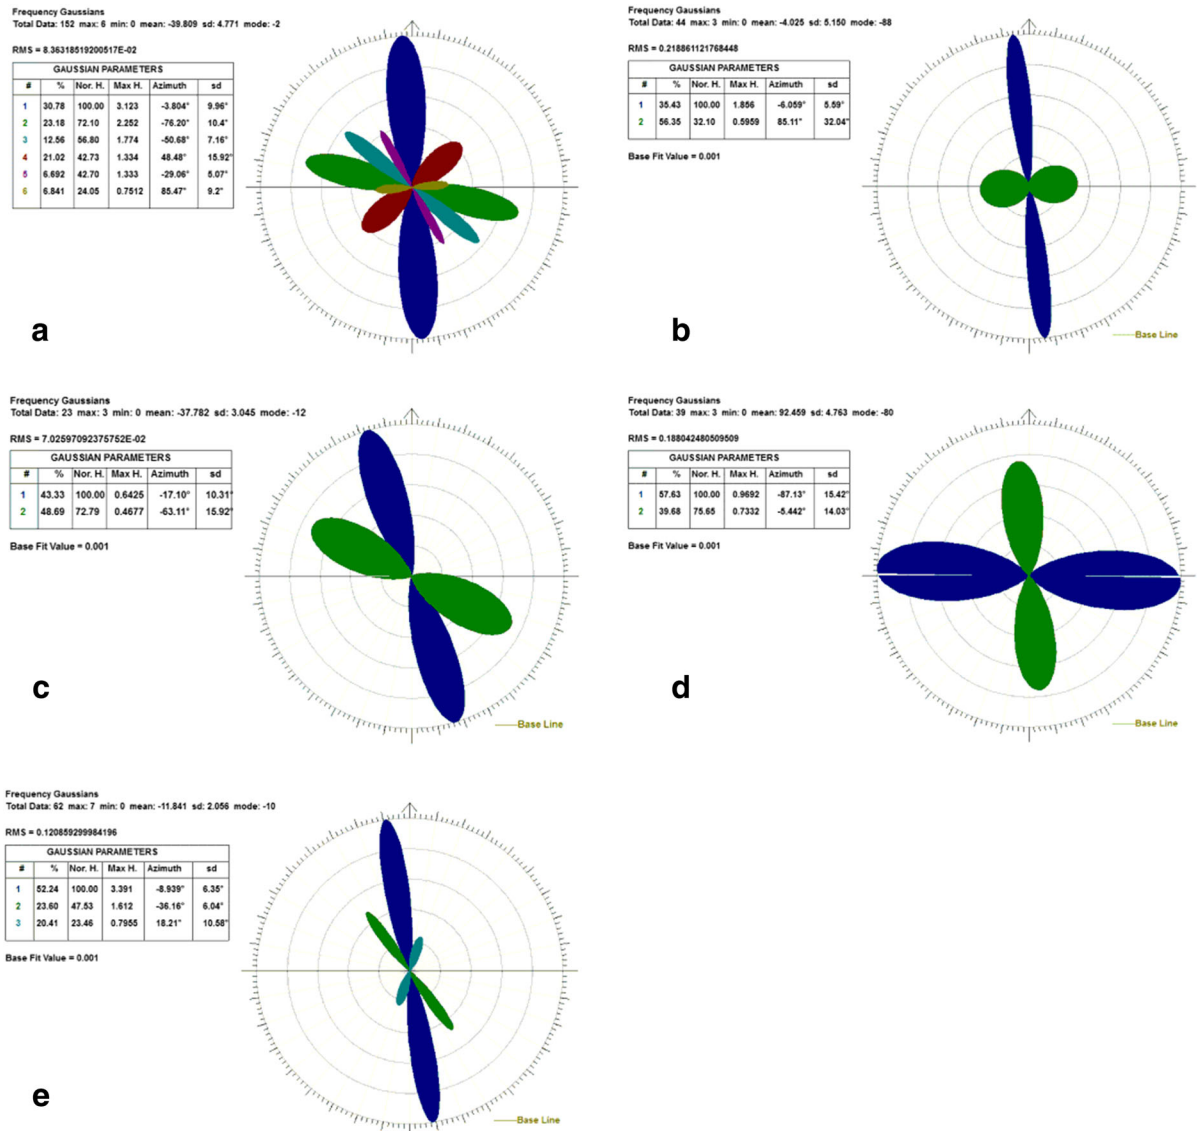 Frequency Gaussians
Total Data: 152 max: 6 min: 0 mean: -39.809 sd: 4.771 mode: -2
RMS = 8.36318519200517E-02
GAUSSIAN PARAMETERS
# % Nor. H. Max H. Azimuth sd
1 30.78 100.00 3.123 -3.804° 9.96°
2 23.18 72.10 2.252 -76.20° 10.4°
3 12.56 56.80 1.774 -50.68° 7.16°
4 21.02 42.73 1.334 48.48° 15.92°
5 6.692 42.70 1.333 -29.06° 5.07°
6 6.841 24.05 0.7512 85.47° 9.2°
a
Frequency Gaussians
Total Data: 44 max: 3 min: 0 mean: -4.025 sd: 5.150 mode: -88
RMS = 0.218861121768448
GAUSSIAN PARAMETERS
# % Nor. H. Max H. Azimuth sd
1 35.43 100.00 1.856 -6.059° 5.59°
2 56.35 32.10 0.5959 85.11° 32.04°
Base Fit Value = 0.001
Base Line
b
Frequency Gaussians
Total Data: 23 max: 3 min: 0 mean: -37.782 sd: 3.045 mode: -12
RMS = 7.02597092375752E-02
GAUSSIAN PARAMETERS
# % Nor. H. Max H. Azimuth sd
1 43.33 100.00 0.6425 -17.10° 10.31°
2 48.69 72.79 0.4677 -63.11° 15.92°
Base Fit Value = 0.001
c
Base Line
Frequency Gaussians
Total Data: 39 max: 3 min: 0 mean: 92.459 sd: 4.763 mode: -80
RMS = 0.188042480509509
GAUSSIAN PARAMETERS
# % Nor. H. Max H. Azimuth sd
1 57.63 100.00 0.9692 -87.13° 15.42°
2 39.68 75.65 0.7332 -5.442° 14.03°
Base Fit Value = 0.001
d
Base Line
Frequency Gaussians
Total Data: 62 max: 7 min: 0 mean: -11.841 sd: 2.056 mode: -10
RMS = 0.120859299984196
GAUSSIAN PARAMETERS
# % Nor. H. Max H. Azimuth sd
1 52.24 100.00 3.391 -8.939° 6.35°
2 23.60 47.53 1.612 -36.16° 6.04°
3 20.41 23.46 0.7955 18.21° 10.58°
Base Fit Value = 0.001
e
Base Line